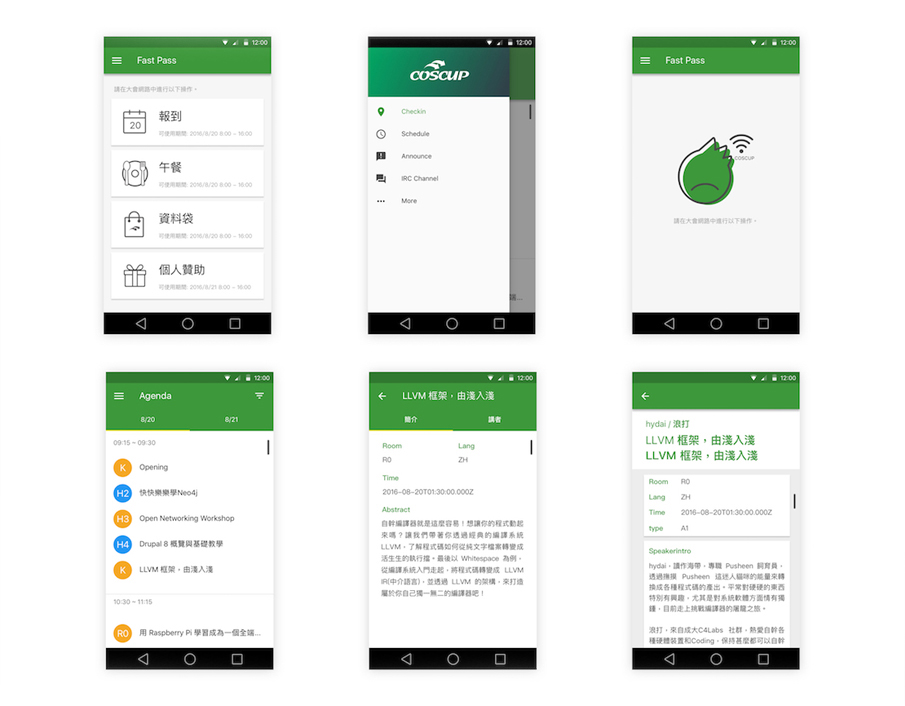 12:00
Fast Pass
請在大會網路中進行以下操作。
20
報到
可使用期間: 2016/8/20 6:00 ~ 16:00
午餐
可使用期間: 2016/8/20 6:00 ~ 16:00
資料袋
可使用期間: 2016/8/20 9:00 ~ 16:00
個人贊助
可使用期間: 2016/8/21 8:00 ~ 16:00
12:00
COSCUP
Checkin
Schedule
Announce
IRC Channel
More
端...
12:00
Fast Pass
COSCUP
請在大會網路中進行以下操作。
12:00
Agenda
8/20
8/21
09:15 ~ 09:30
K
Opening
H2
快快樂樂學Neo4j
H3
Open Networking Workshop
H4
Drupal 8 概覽與基礎教學
K
LLVM 框架，由淺入淺
10:30 ~ 11:15
R0
用 Raspberry Pi 學習成為一個全端...
12:00
LLVM 框架，由淺入淺
簡介
講者
Room
Lang
R0
ZH
Time
2016-08-20T01:30:00.000Z
Abstract
自幹編譯器就是這麼容易！想讓你的程式動起
來嗎？讓我們帶著你透過經典的編譯系統
LLVM，了解程式碼如何從純文字檔案轉變成
活生生的執行檔。最後以 Whitespace 為例，
從編譯系統入門走起，將程式碼轉變成 LLVM
IR(中介語言)，並透過 LLVM 的架構，來打造
屬於你自己獨一無二的編譯器吧！
12:00
hydai / 浪打
LLVM 框架，由淺入淺
LLVM 框架，由淺入淺
Room R0
Lang ZH
Time 2016-08-20T01:30:00.000Z
type A1
Speakerintro
hydai，讀作海帶，專職 Pusheen 飼育員，
透過撫摸 Pusheen 這迷人貓咪的能量來轉
換成各種程式碼的產出。平常對硬硬的東西
特別有興趣，尤其是對系統軟體方面情有獨
鍾，目前走上挑戰編譯器的屠龍之旅。
浪打，來自成大C4Labs 社群，熱愛自幹各
種硬體裝置和Coding，保持甚麼都可以自幹